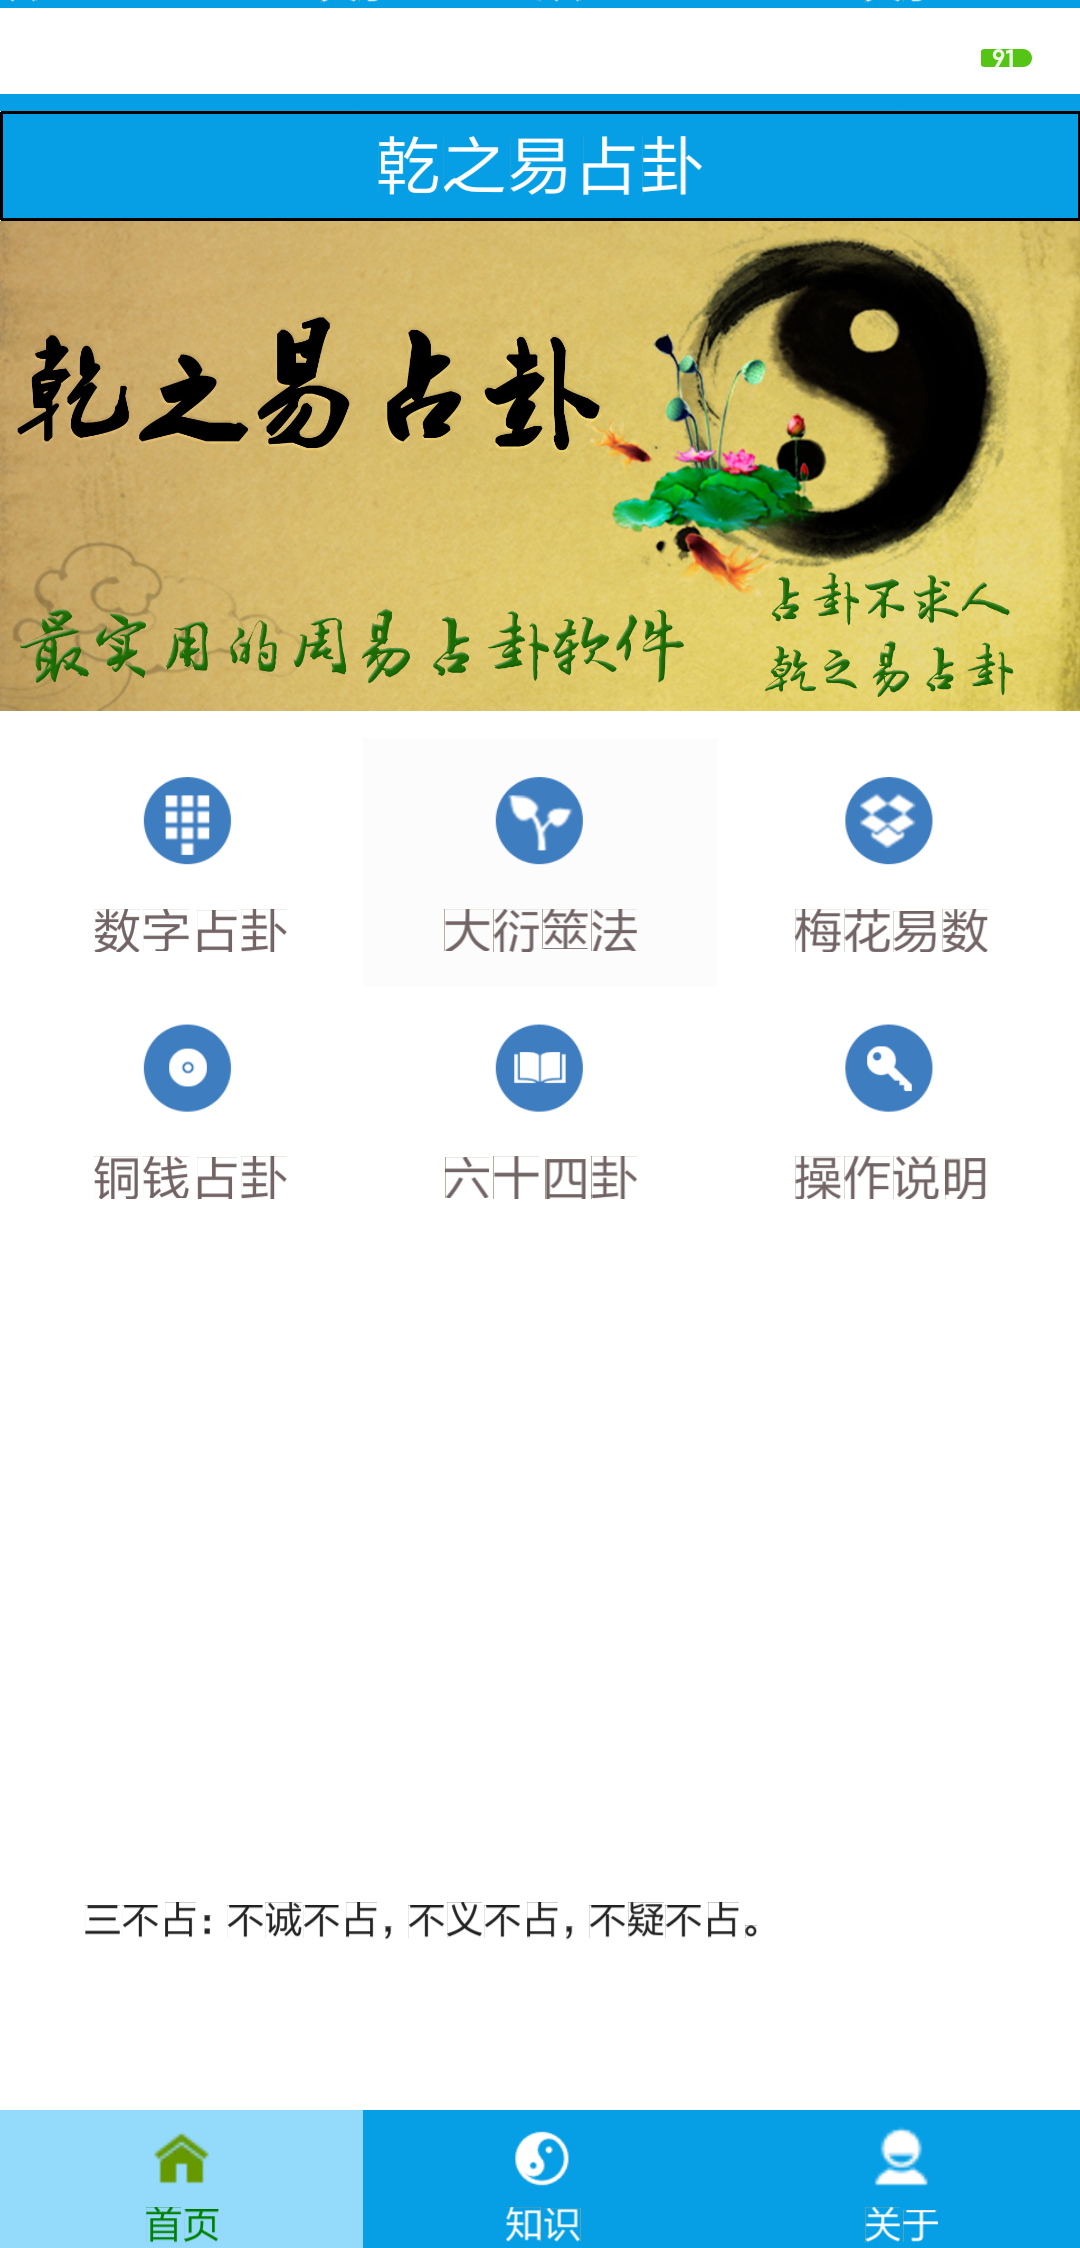 91
乾之易占卦
乾之易占卦
最实用的周易占卦软件
占卦不求人
乾之易占卦
数字占卦 大衍筮法 梅花易数
铜钱占卦 六十四卦 操作说明
三不占：不诚不占，不义不占，不疑不占。
首页 知识 关于